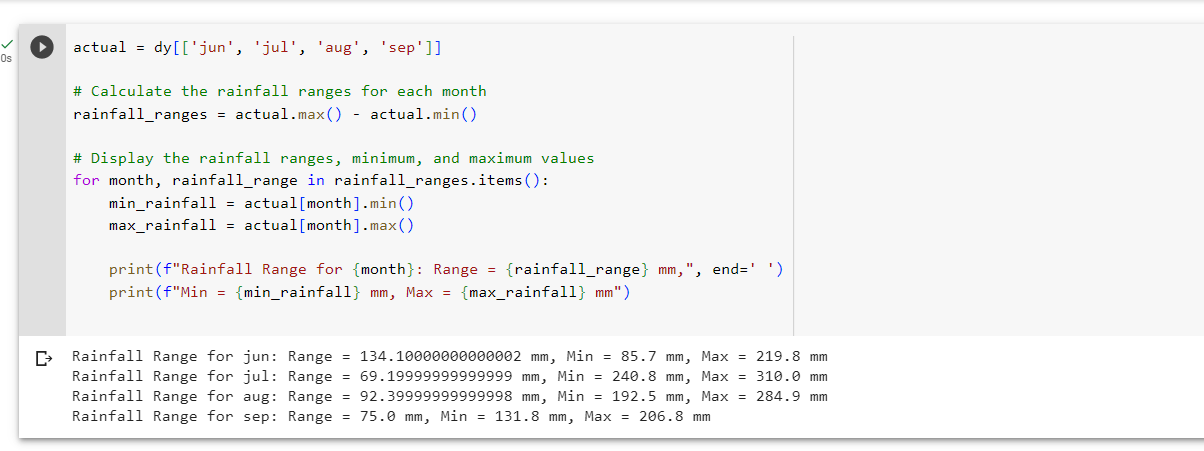 0s
actual = dy[['jun', 'jul', 'aug', 'sep']]
# Calculate the rainfall ranges for each month
rainfall_ranges = actual.max() - actual.min()
# Display the rainfall ranges, minimum, and maximum values
for month, rainfall_range in rainfall_ranges.items():
    min_rainfall = actual[month].min()
    max_rainfall = actual[month].max()
    print(f"Rainfall Range for {month}: Range = {rainfall_range} mm,", end=' ')
    print(f"Min = {min_rainfall} mm, Max = {max_rainfall} mm")
Rainfall Range for jun: Range = 134.10000000000002 mm, Min = 85.7 mm, Max = 219.8 mm
Rainfall Range for jul: Range = 69.19999999999999 mm, Min = 240.8 mm, Max = 310.0 mm
Rainfall Range for aug: Range = 92.39999999999998 mm, Min = 192.5 mm, Max = 284.9 mm
Rainfall Range for sep: Range = 75.0 mm, Min = 131.8 mm, Max = 206.8 mm